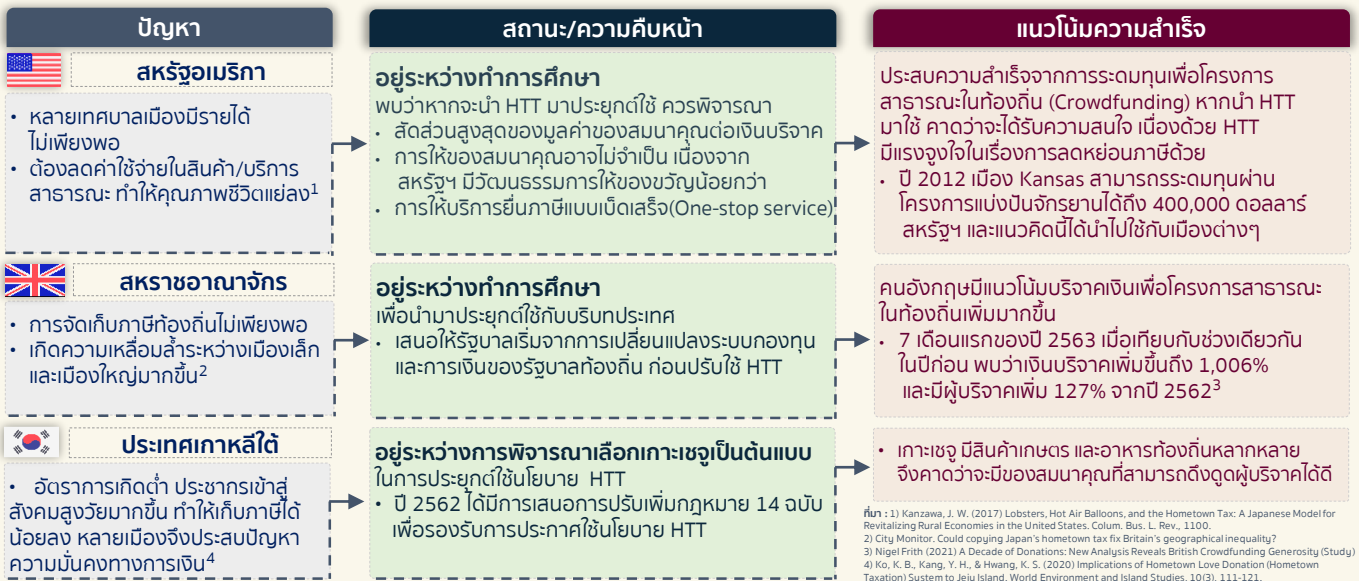 ปัญหา
สถานะ/ความคืบหน้า
แนวโน้มความสำเร็จ
สหรัฐอเมริกา
• หลายเทศบาลเมืองมีรายได้
ไม่เพียงพอ
• ต้องลดค่าใช้จ่ายในสินค้า/บริการ
สาธารณะ ทำให้คุณภาพชีวิตแย่ลง1
อยู่ระหว่างทำการศึกษา
พบว่าหากจะนำ HTT มาประยุกต์ใช้ ควรพิจารณา
• สัดส่วนสูงสุดของมูลค่าของสมนาคุณต่อเงินบริจาค
• การให้ของสมนาคุณอาจไม่จำเป็น เนื่องจาก
สหรัฐฯ มีวัฒนธรรมการให้ของขวัญน้อยกว่า
• การให้บริการยื่นภาษีแบบเบ็ดเสร็จ(One-stop service)
ประสบความสำเร็จจากการระดมทุนเพื่อโครงการ
สาธารณะในท้องถิ่น (Crowdfunding) หากนำ HTT
มาใช้ คาดว่าจะได้รับความสนใจ เนื่องด้วย HTT
มีแรงจูงใจในเรื่องการลดหย่อนภาษีด้วย
• ปี 2012 เมือง Kansas สามารถรระดมทุนผ่าน
โครงการแบ่งปันจักรยานได้ถึง 400,000 ดอลลาร์
สหรัฐฯ และแนวคิดนี้ได้นำไปใช้กับเมืองต่างๆ
สหราชอาณาจักร
• การจัดเก็บภาษีท้องถิ่นไม่เพียงพอ
• เกิดความเหลื่อมล้ำระหว่างเมืองเล็ก
และเมืองใหญ่มากขึ้น2
อยู่ระหว่างทำการศึกษา
เพื่อนำมาประยุกต์ใช้กับบริบทประเทศ
• เสนอให้รัฐบาลเริ่มจากการเปลี่ยนแปลงระบบกองทุน
และการเงินของรัฐบาลท้องถิ่น ก่อนปรับใช้ HTT
คนอังกฤษมีแนวโน้มบริจาคเงินเพื่อโครงการสาธารณะ
ในท้องถิ่นเพิ่มมากขึ้น
• 7 เดือนแรกของปี 2563 เมื่อเทียบกับช่วงเดียวกัน
ในปีก่อน พบว่าเงินบริจาคเพิ่มขึ้นถึง 1,006%
และมีผู้บริจาคเพิ่ม 127% จากปี 25623
ประเทศเกาหลีใต้
• อัตราการเกิดต่ำ ประชากรเข้าสู่
สังคมสูงวัยมากขึ้น ทำให้เก็บภาษีได้
น้อยลง หลายเมืองจึงประสบปัญหา
ความมั่นคงทางการเงิน4
อยู่ระหว่างการพิจารณาเลือกเกาะเชจูเป็นต้นแบบ
ในการประยุกต์ใช้นโยบาย HTT
• ปี 2562 ได้มีการเสนอการปรับเพิ่มกฎหมาย 14 ฉบับ
เพื่อรองรับการประกาศใช้นโยบาย HTT
• เกาะเชจู มีสินค้าเกษตร และอาหารท้องถิ่นหลากหลาย
จึงคาดว่าจะมีของสมนาคุณที่สามารถดึงดูดผู้บริจาคได้ดี
ที่มา : 1) Kanzawa, J. W. (2017) Lobsters, Hot Air Balloons, and the Hometown Tax: A Japanese Model for
Revitalizing Rural Economies in the United States. Colum. Bus. L. Rev., 1100.
2) City Monitor. Could copying Japan's hometown tax fix Britain's geographical inequality?
3) Nigel Frith (2021) A Decade of Donations: New Analysis Reveals British Crowdfunding Generosity (Study)
4) Ko, K. B., Kang, Y. H., & Hwang, K. S. (2020) Implications of Hometown Love Donation (Hometown
Taxation) System to Jeju Island. World Environment and Island Studies, 10(3), 111-121.